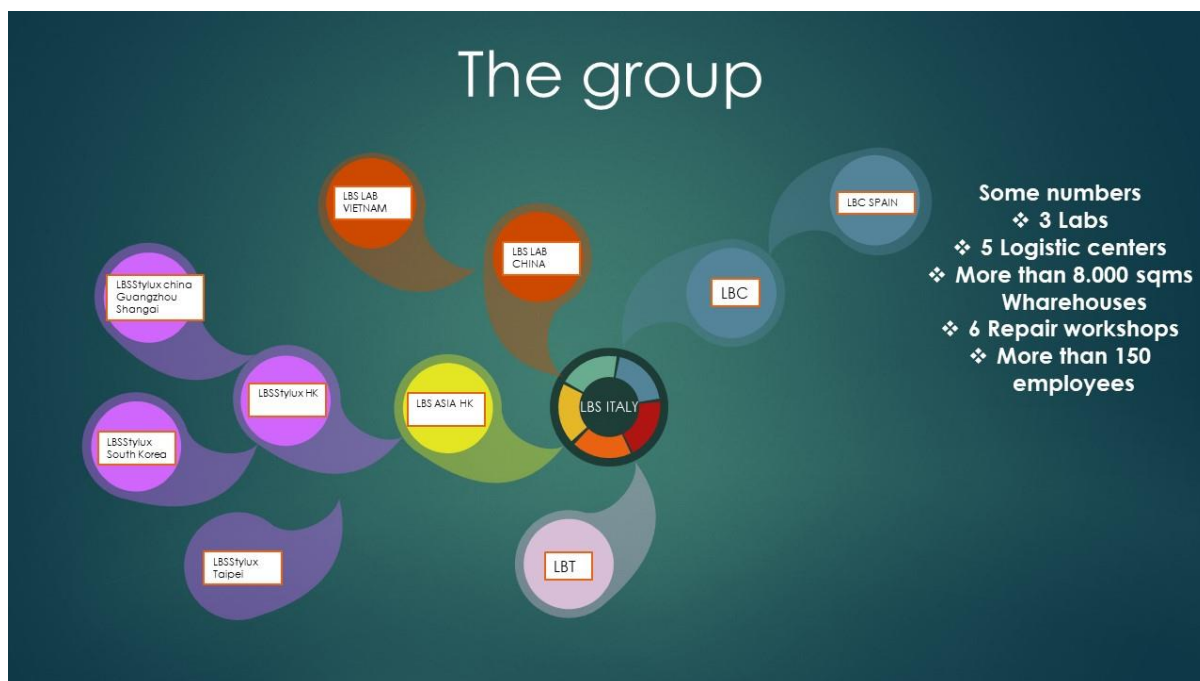 The group
LBS LAB
VIETNAM
LBC SPAIN
LBS LAB
CHINA
LBSStylux china
Guangzhou
Shangai
LBC
LBSStylux HK
LBS ASIA HK
LBS ITALY
LBSStylux
South Korea
LBSStylux
Taipei
LBT
Some numbers
❖ 3 Labs
❖ 5 Logistic centers
❖ More than 8.000 sqms
Wharehouses
❖ 6 Repair workshops
❖ More than 150
employees